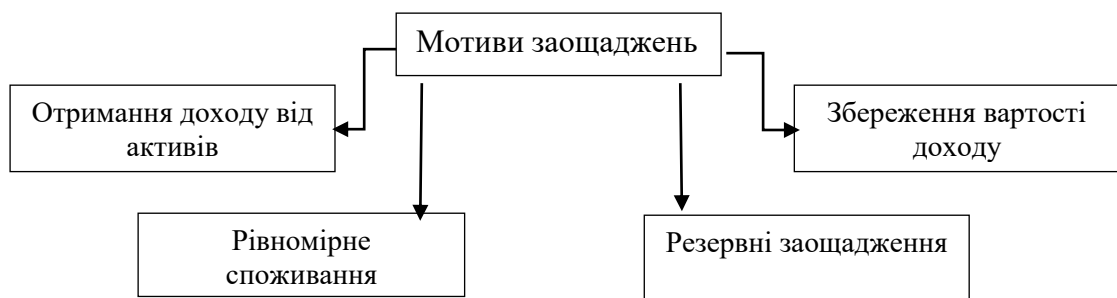 Мотиви заощаджень
Отримання доходу від
активів
Збереження вартості
доходу
Рівномірне
споживання
Резервні заощадження